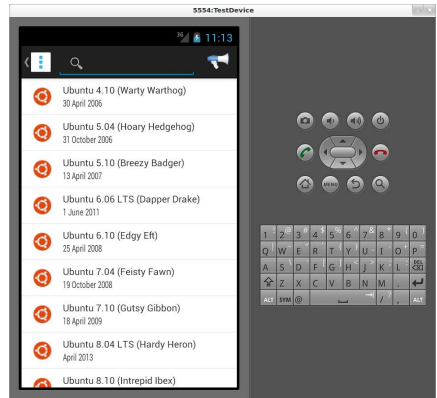 5554:TestDevice
36 11:13
Ubuntu 4.10 (Warty Warthog)
30 April 2006
Ubuntu 5.04 (Hoary Hedgehog)
31 October 2006
Ubuntu 5.10 (Breezy Badger)
13 April 2007
Ubuntu 6.06 LTS (Dapper Drake)
1 June 2011
Ubuntu 6.10 (Edgy Eft)
25 April 2008
Ubuntu 7.04 (Feisty Fawn)
19 October 2008
Ubuntu 7.10 (Gutsy Gibbon)
18 April 2009
Ubuntu 8.04 LTS (Hardy Heron)
April 2013
Ubuntu 8.10 (Intrepid Ibex)
MENU
1 2 3 4 5 6 7 8 9 0
Q W E R T Y U I O P
A S D F G H J K L DEL
Z X C V B N M .
ALT SYM @ / , ALT